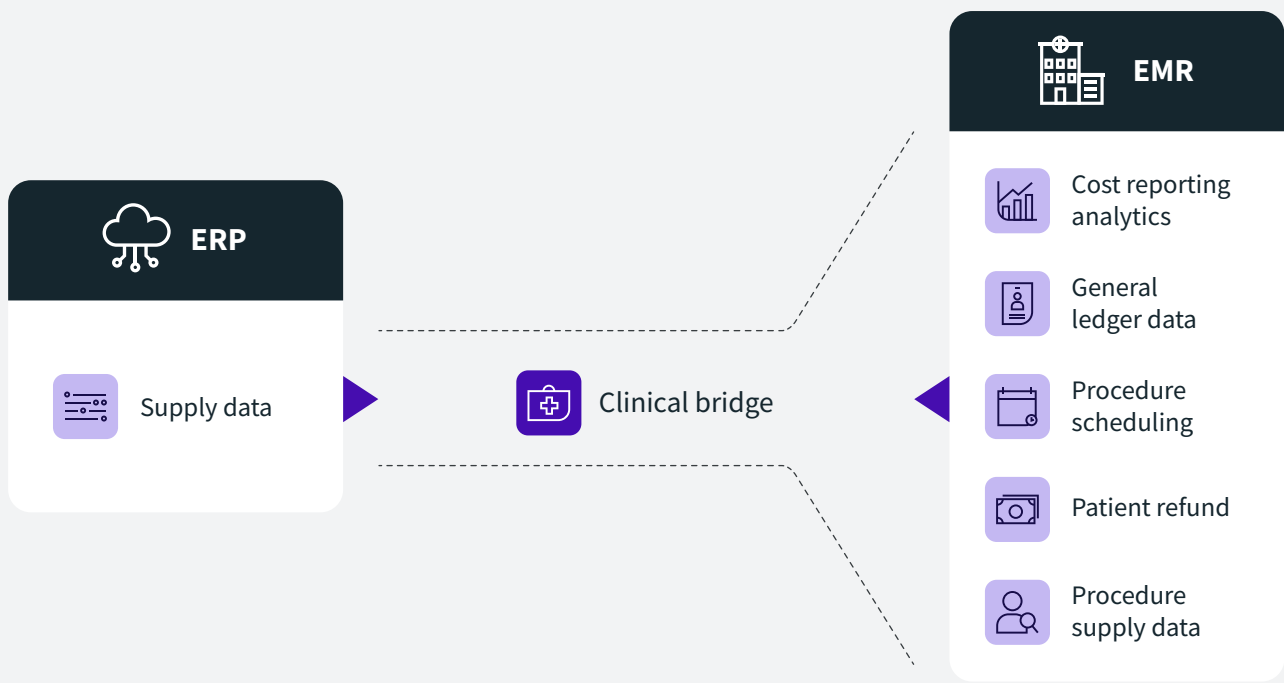 ERP
Supply data
Clinical bridge
EMR
Cost reporting
analytics
General
ledger data
Procedure
scheduling
Patient refund
Procedure
supply data